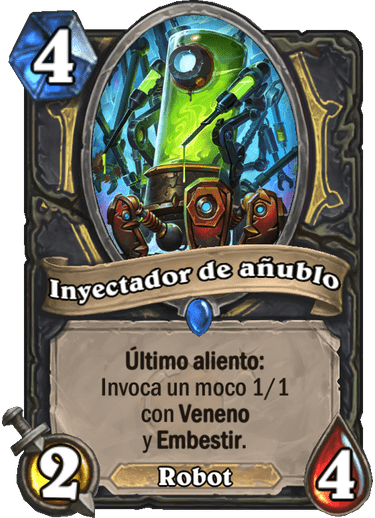 4
Inyectador de añublo
Último aliento:
Invoca un moco 1/1
con Veneno
y Embestir.
2
Robot
4